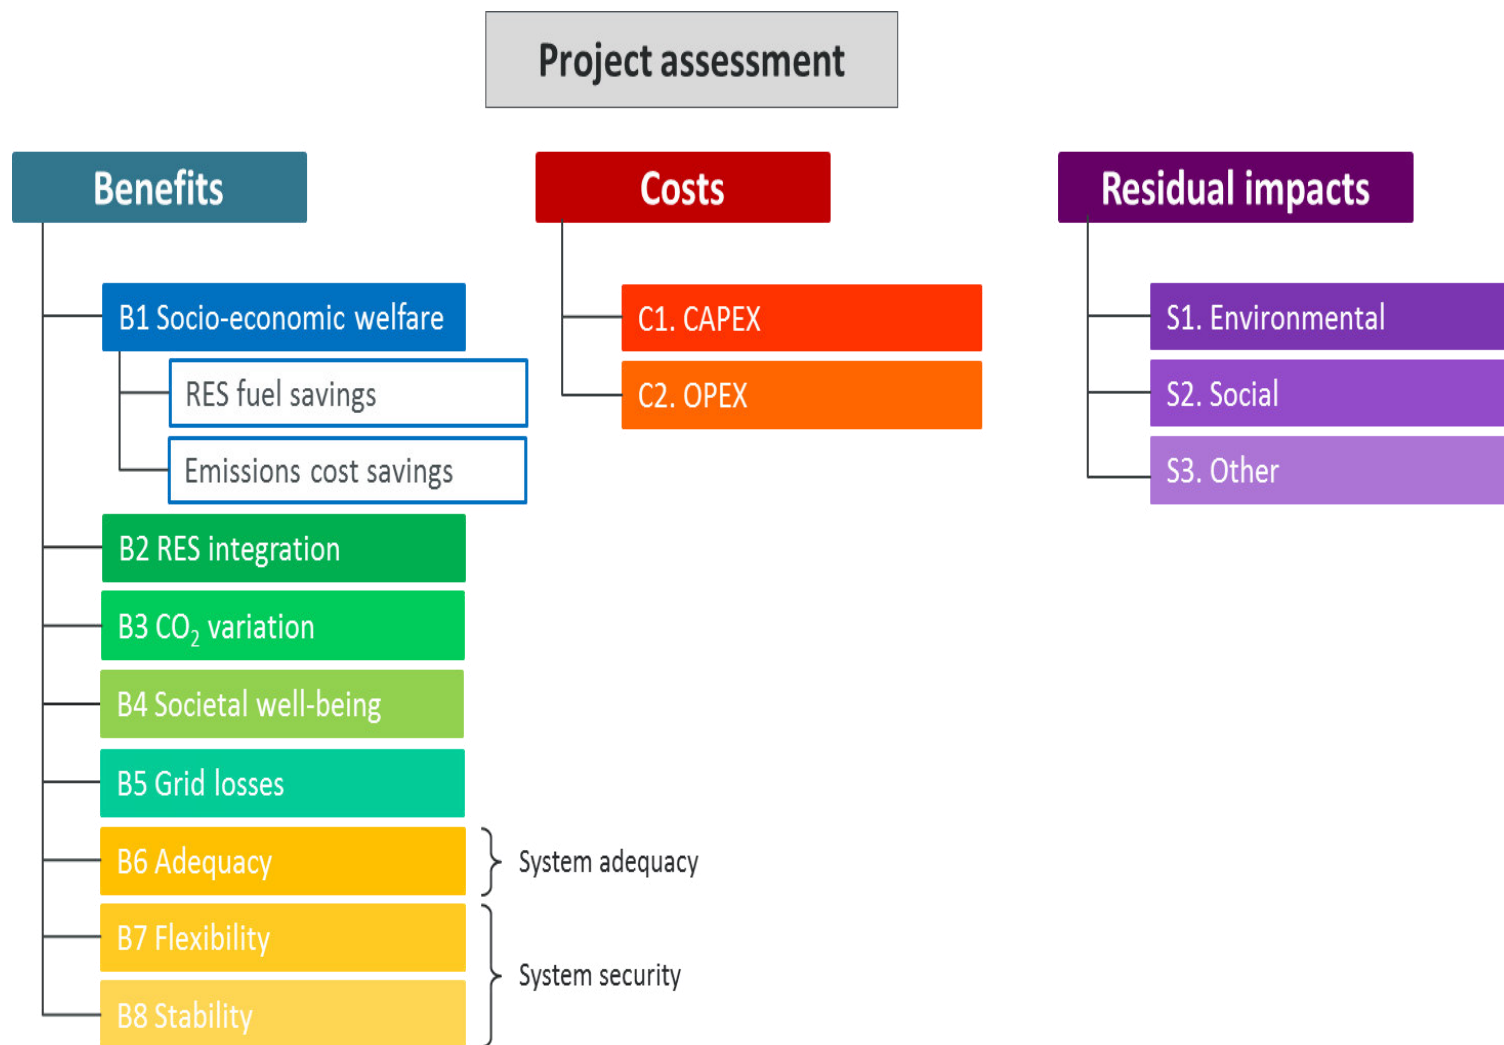 Project assessment
Benefits
B1 Socio-economic welfare
RES fuel savings
Emissions cost savings
B2 RES integration
B3 CO₂ variation
B4 Societal well-being
B5 Grid losses
B6 Adequacy
System adequacy
B7 Flexibility
B8 Stability
System security
Costs
C1. CAPEX
C2. OPEX
Residual impacts
S1. Environmental
S2. Social
S3. Other